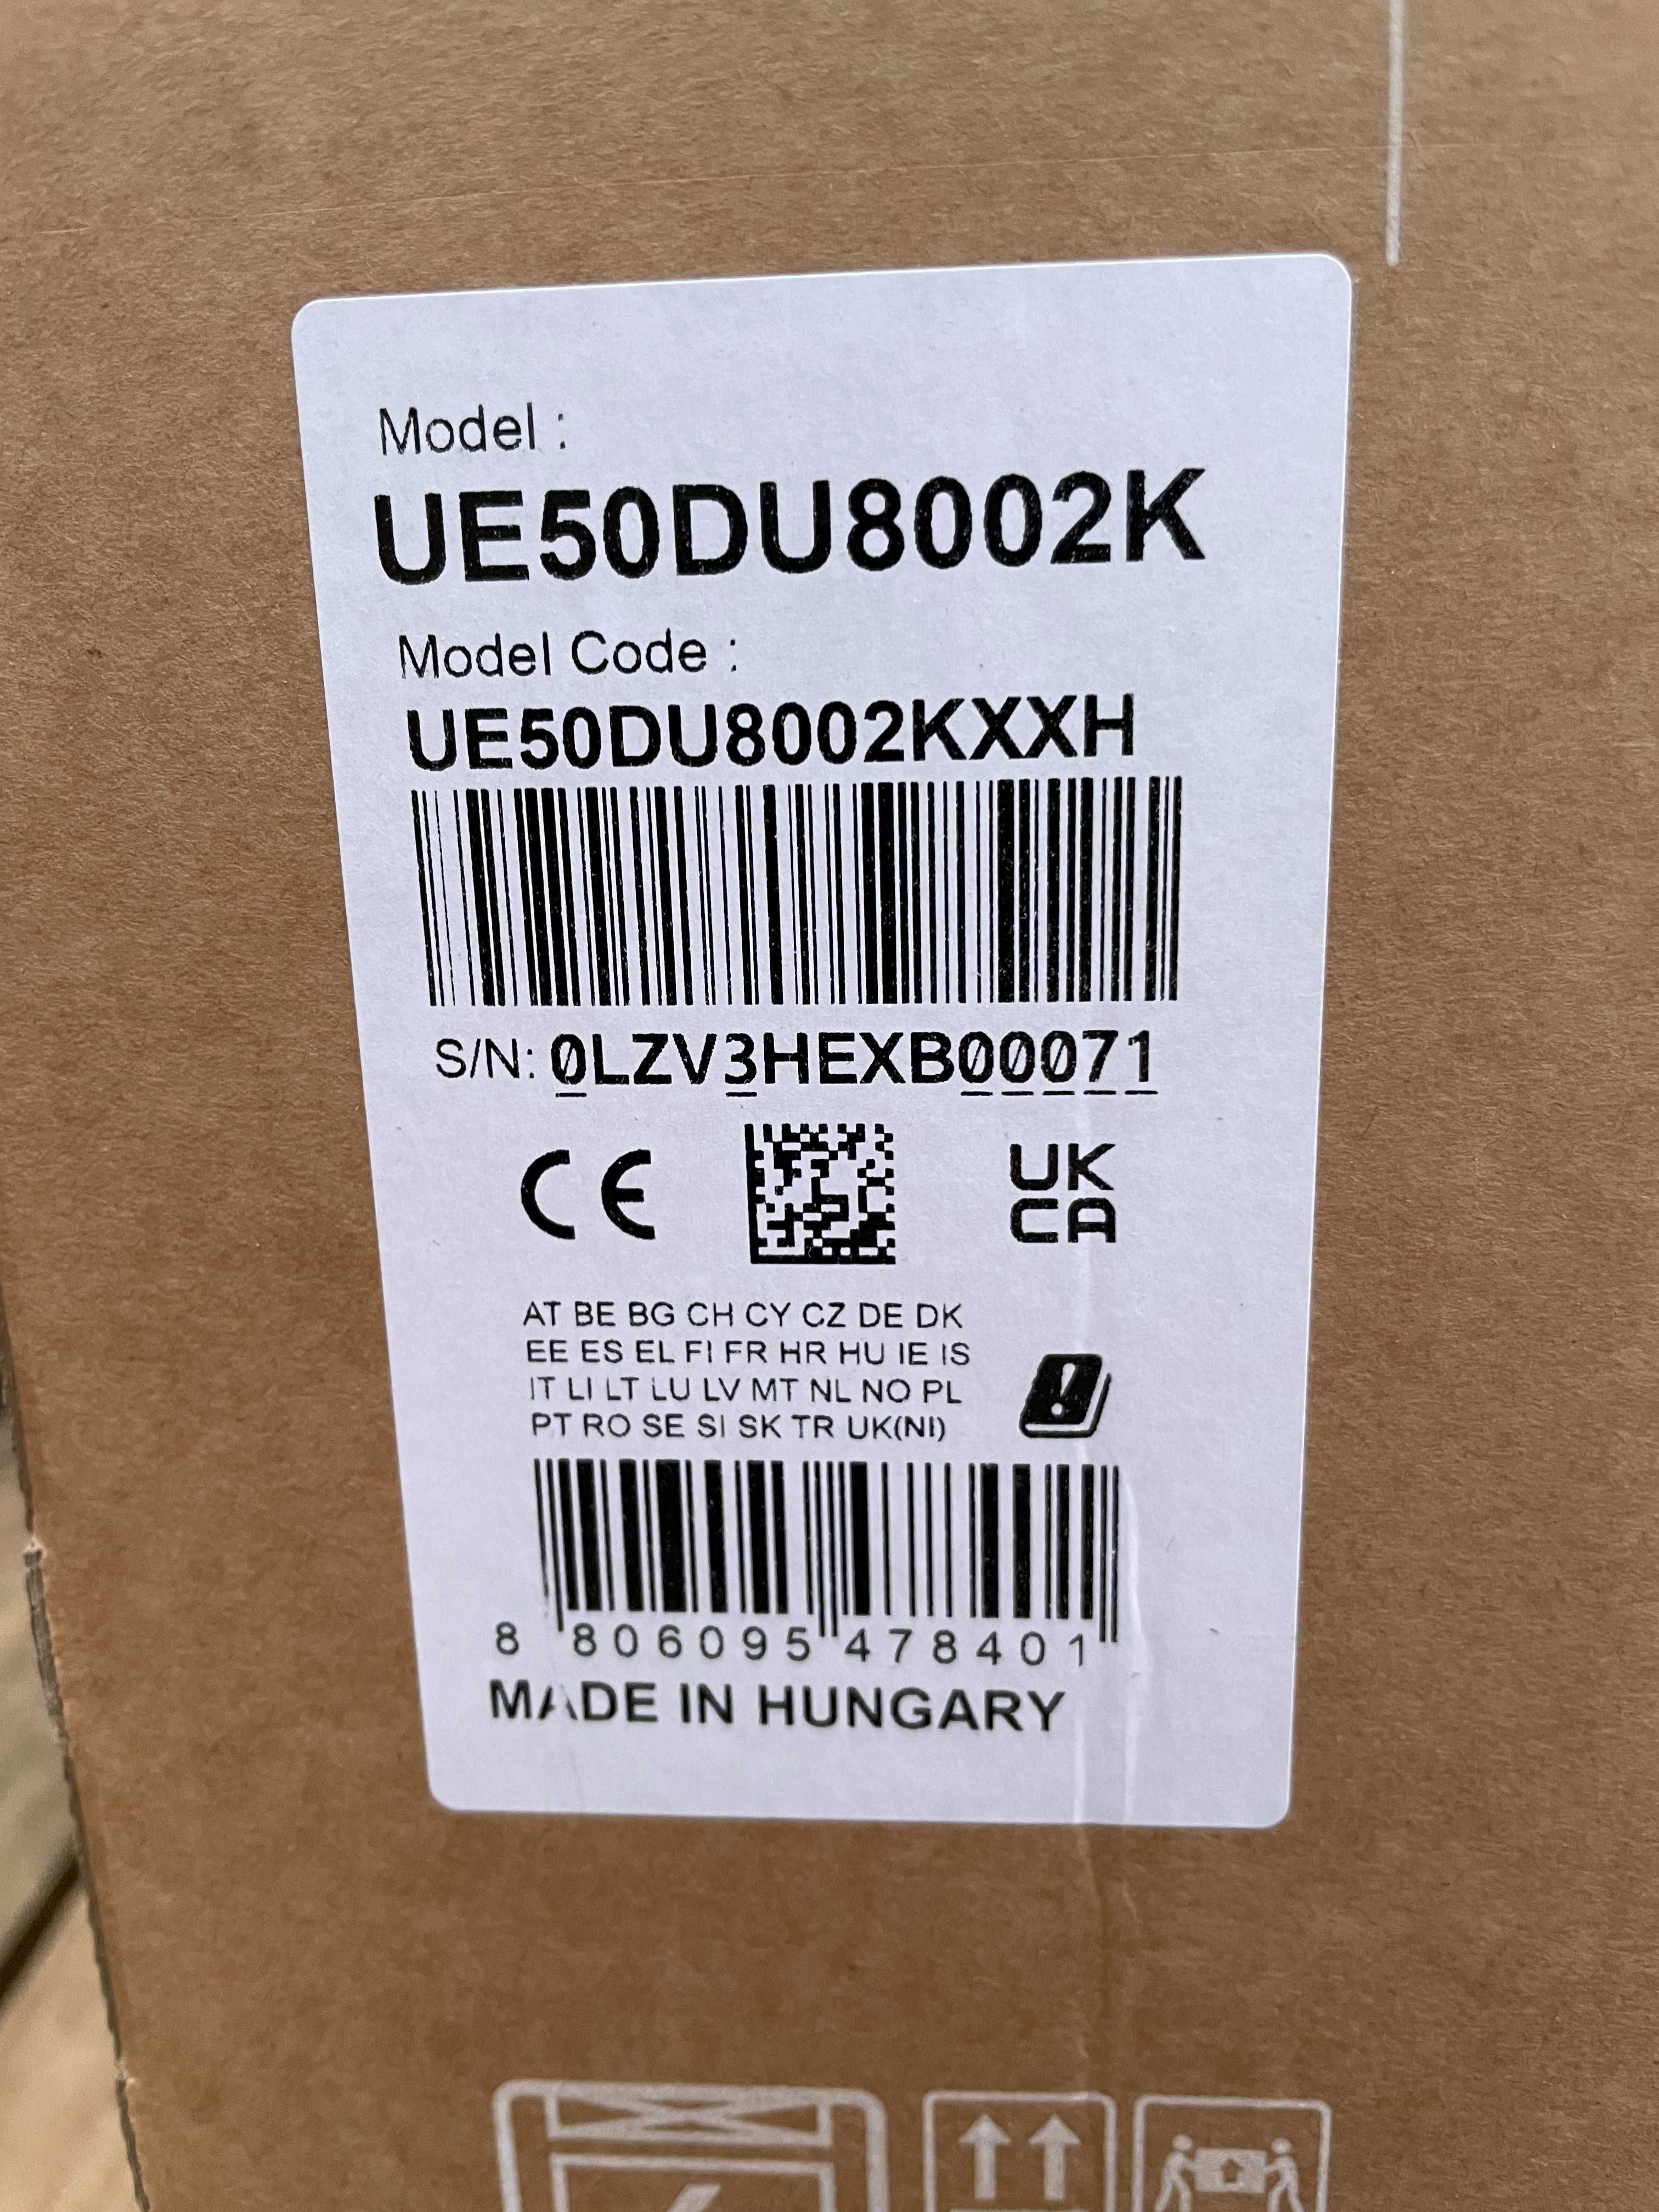 Model :
UE50DU8002K
Model Code :
UE50DU8002KXXH
S/N: 0LZV3HEXB00071
CE
UK
CA
AT BE BG CH CY CZ DE DK
EE ES EL FI FR HR HU IE IS
IT LI LT LU LV MT NL NO PL
PT RO SE SI SK TR UK(NI)
8 806095 478401
MADE IN HUNGARY